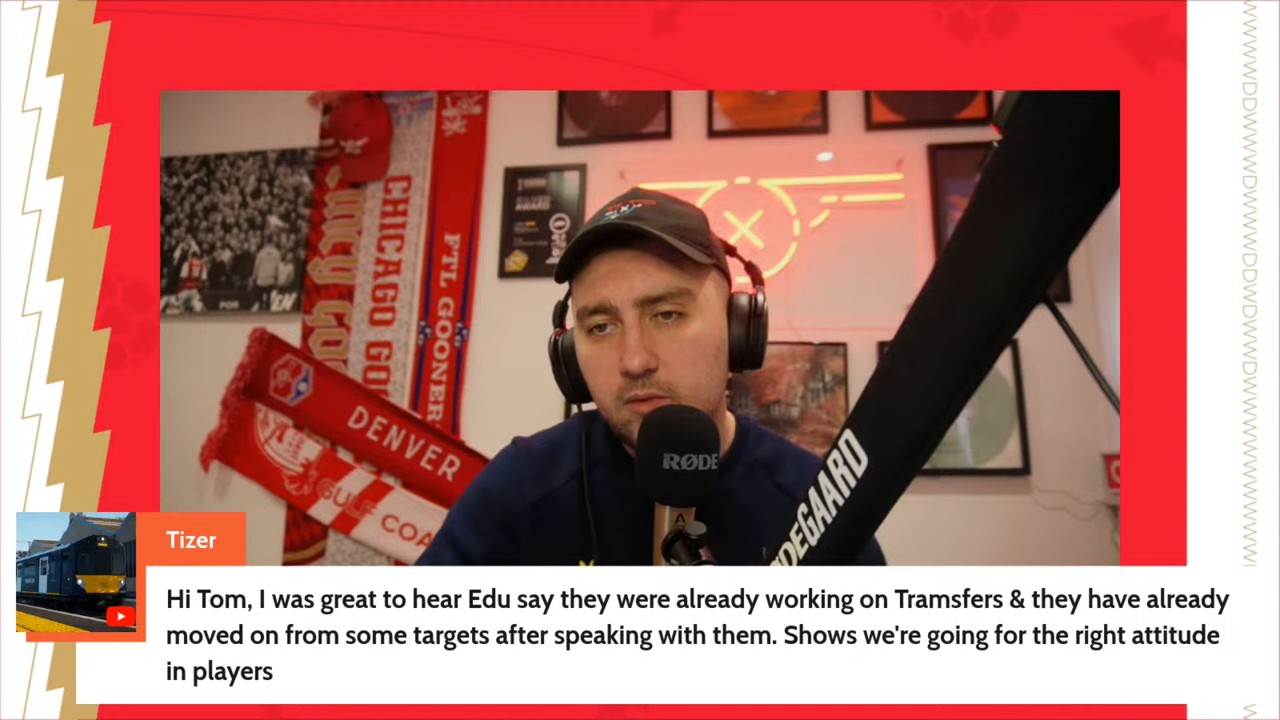 CHICAGO
FTL GOONERS
DENVER
GULF COA
RØDE
DEGAARD
Tizer
Hi Tom, I was great to hear Edu say they were already working on Tramsfers & they have already
moved on from some targets after speaking with them. Shows we're going for the right attitude
in players